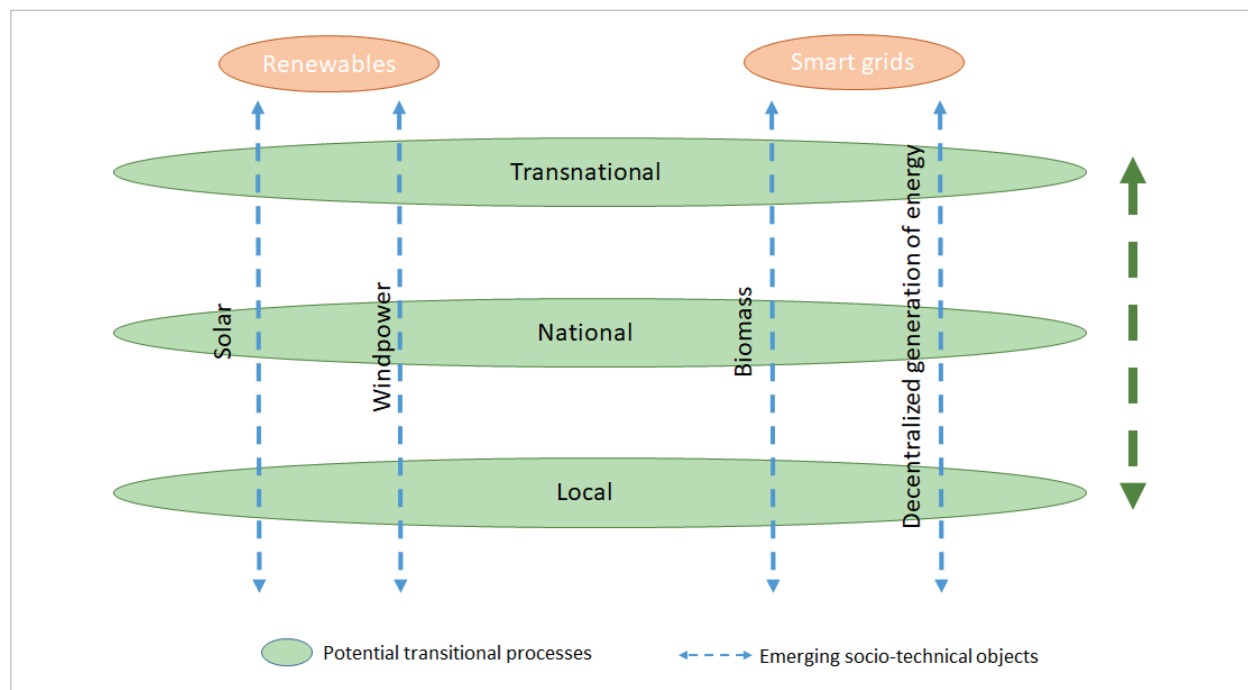 Renewables
Smart grids
Transnational
Solar
Windpower
National
Biomass
Decentralized generation of energy
Local
Potential transitional processes
Emerging socio-technical objects